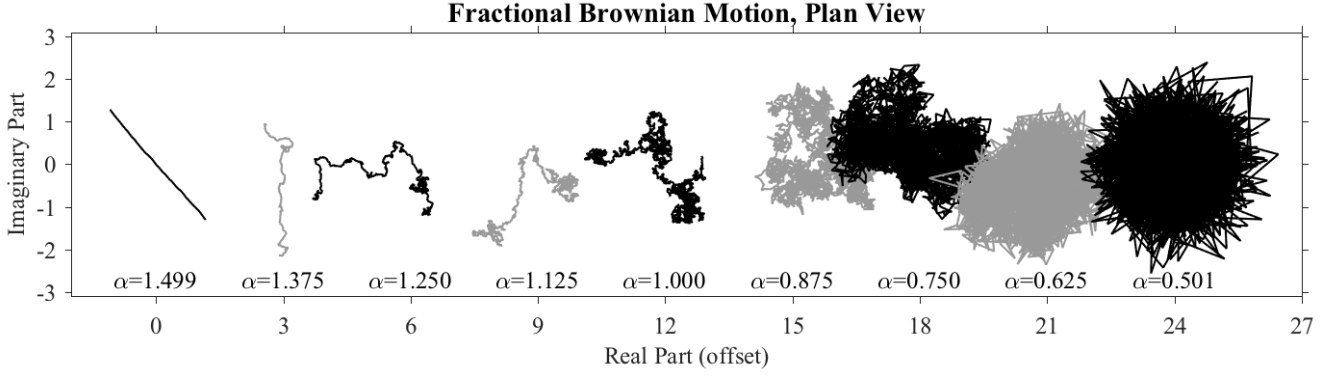 Fractional Brownian Motion, Plan View
3
2
1
0
-1
-2
-3
Imaginary Part
α=1.499 α=1.375 α=1.250 α=1.125 α=1.000 α=0.875 α=0.750 α=0.625 α=0.501
0 3 6 9 12 15 18 21 24 27
Real Part (offset)